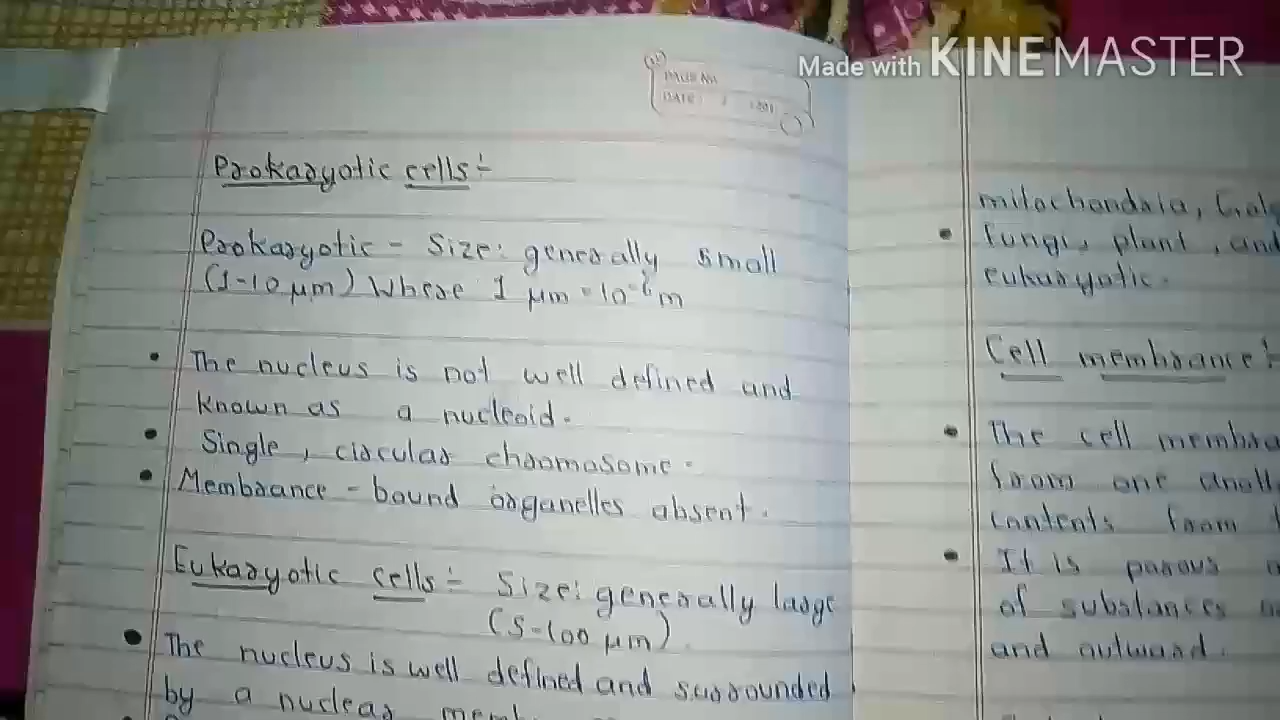 Made with KINEMASTER
PAGE NO
DATE
Prokaryotic cells :-
Prokaryotic - Size: generally small
(1-10 μm) Where 1 μm = 10⁻⁶ m
• The nucleus is not well defined and
known as a nucleoid.
• Single, circular chromosome.
• Membrance - bound organelles absent.
Eukaryotic cells :- Size: generally large
(5-100 μm).
• The nucleus is well defined and surrounded
by a nuclear
mitochondria,
• fungi, plant, and
eukaryotic.
Cell membrance :
• The cell
from one
contents from
• It is porous
of substances
and outward.